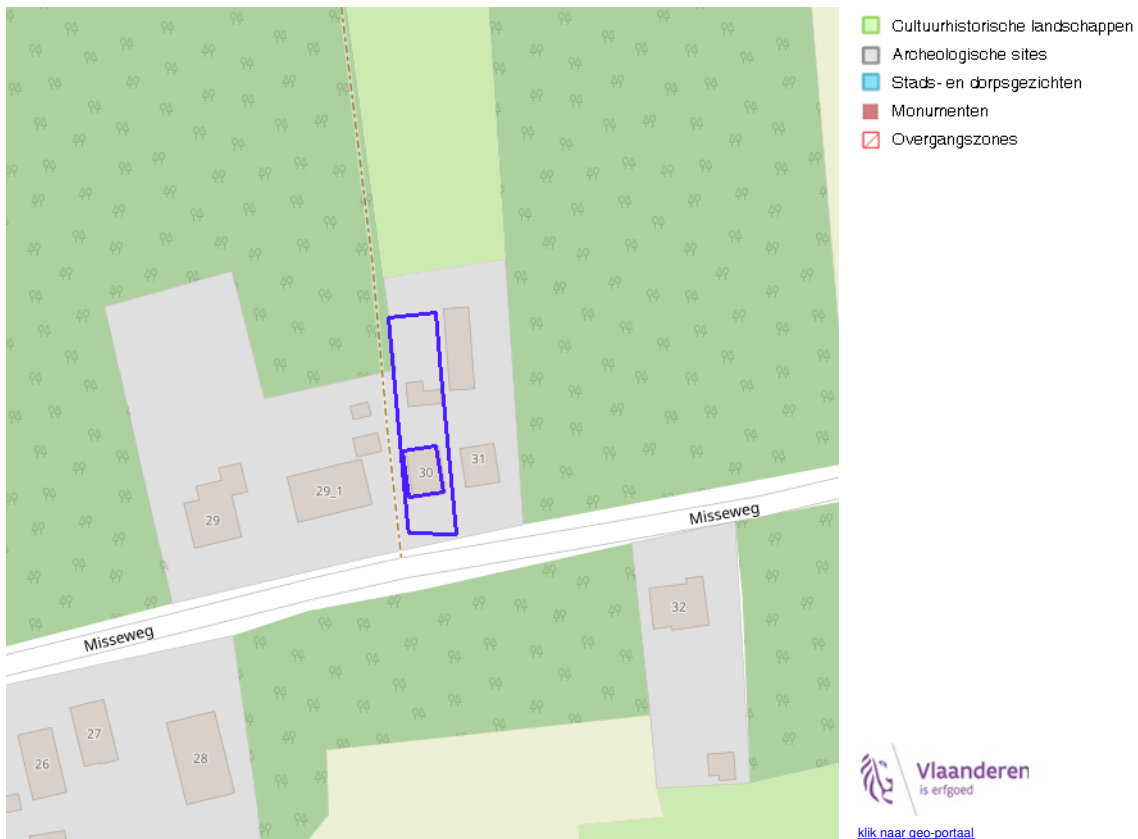 Cultuurhistorische landschappen
Archeologische sites
Stads- en dorpsgezichten
Monumenten
Overgangszones
30
31
29_1
29
Misseweg
32
Misseweg
27
26
28
Vlaanderen
is erfgoed
klik naar geo-portaal